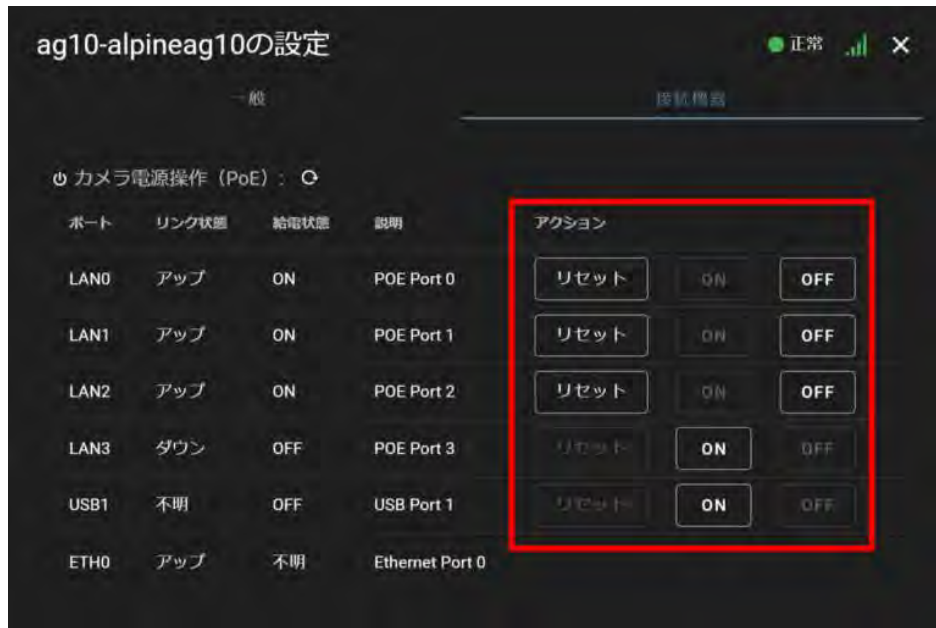 ag10-alpineag10の設定 正常
一般 接続機器
カメラ電源操作（PoE）:
ポート リンク状態 給電状態 説明 アクション
LAN0 アップ ON POE Port 0 リセット ON OFF
LAN1 アップ ON POE Port 1 リセット ON OFF
LAN2 アップ ON POE Port 2 リセット ON OFF
LAN3 ダウン OFF POE Port 3 リセット ON OFF
USB1 不明 OFF USB Port 1 リセット ON OFF
ETH0 アップ 不明 Ethernet Port 0